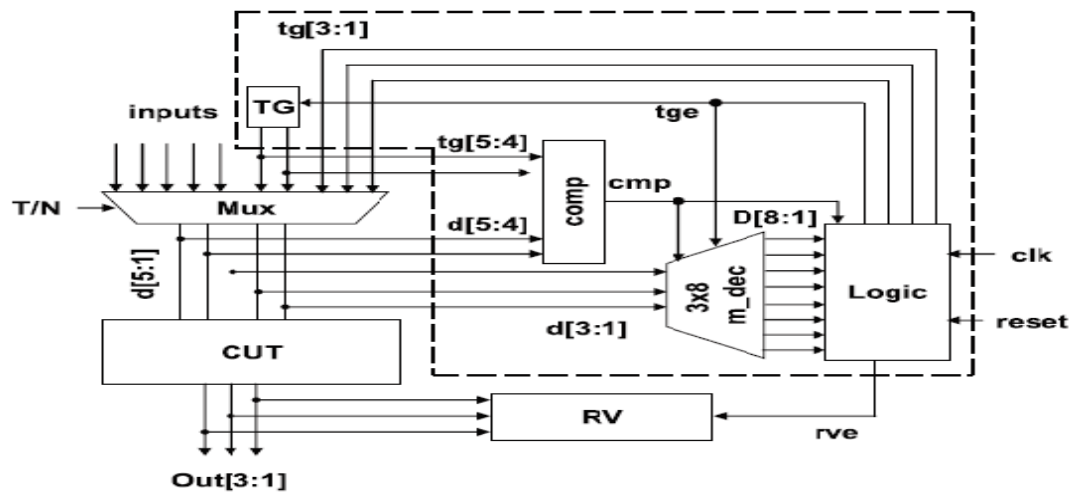 tg[3:1]
TG
inputs
tge
tg[5:4]
T/N
Mux
comp
cmp
D[8:1]
d[5:4]
d[5:1]
3x8
m_dec
Logic
clk
reset
d[3:1]
CUT
RV
rve
Out[3:1]